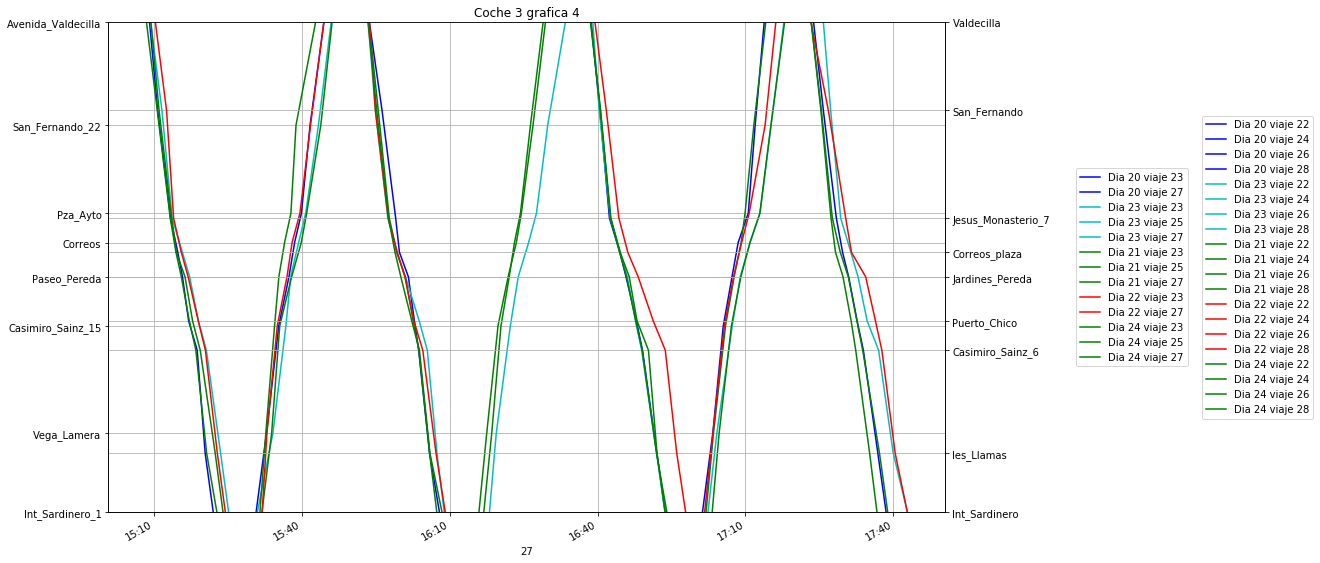 Coche 3 grafica 4
Avenida_Valdecilla
San_Fernando_22
Pza_Ayto
Correos
Paseo_Pereda
Casimiro_Sainz_15
Vega_Lamera
Int_Sardinero_1
Valdecilla
San_Fernando
Jesus_Monasterio_7
Correos_plaza
Jardines_Pereda
Puerto_Chico
Casimiro_Sainz_6
Ies_Llamas
Int_Sardinero
15:10
15:40
16:10
16:40
17:10
17:40
27
Dia 20 viaje 23
Dia 20 viaje 27
Dia 23 viaje 23
Dia 23 viaje 25
Dia 23 viaje 27
Dia 21 viaje 23
Dia 21 viaje 25
Dia 21 viaje 27
Dia 22 viaje 23
Dia 22 viaje 27
Dia 24 viaje 23
Dia 24 viaje 25
Dia 24 viaje 27
Dia 20 viaje 22
Dia 20 viaje 24
Dia 20 viaje 26
Dia 20 viaje 28
Dia 23 viaje 22
Dia 23 viaje 24
Dia 23 viaje 26
Dia 23 viaje 28
Dia 21 viaje 22
Dia 21 viaje 24
Dia 21 viaje 26
Dia 21 viaje 28
Dia 22 viaje 22
Dia 22 viaje 24
Dia 22 viaje 26
Dia 22 viaje 28
Dia 24 viaje 22
Dia 24 viaje 24
Dia 24 viaje 26
Dia 24 viaje 28